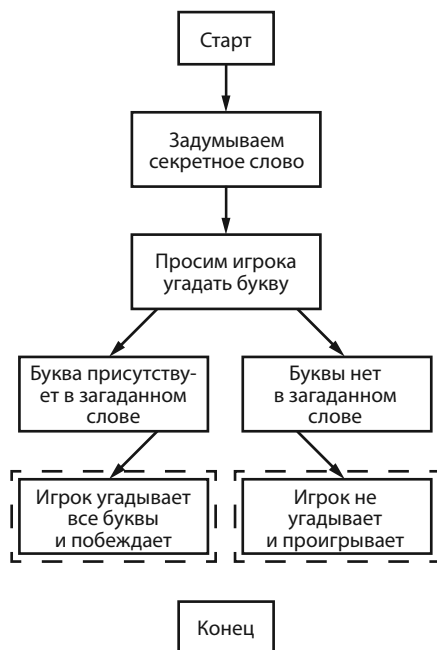 Старт
Задумываем
секретное слово
Просим игрока
угадать букву
Буква присутству-
ет в загаданном
слове
Буквы нет
в загаданном
слове
Игрок угадывает
все буквы
и побеждает
Игрок не
угадывает
и проигрывает
Конец